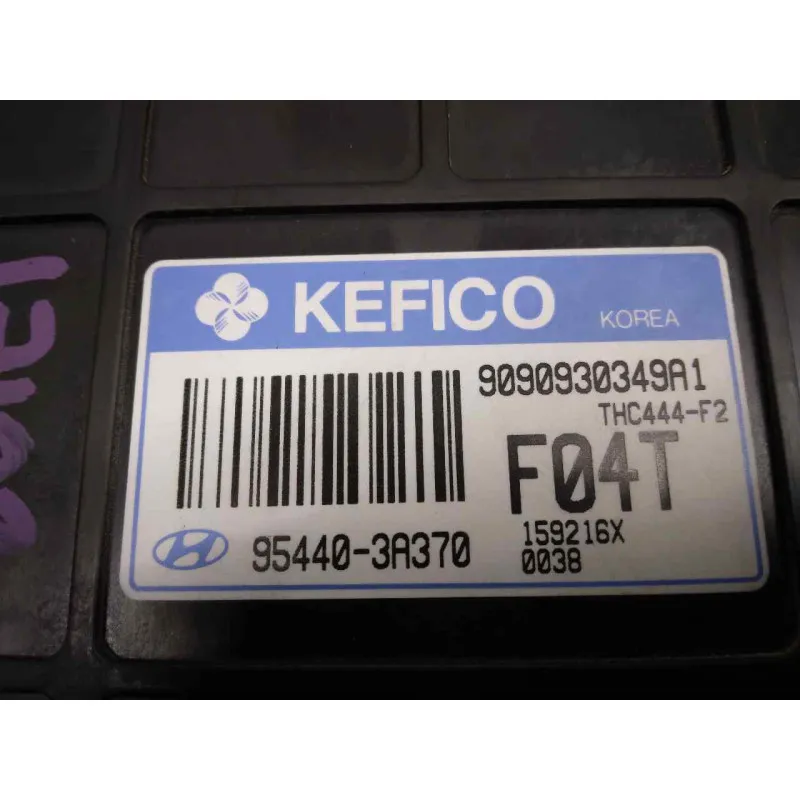 KEFICO KOREA
9090930349A1
THC444-F2
F04T
95440-3A370
159216X
0038